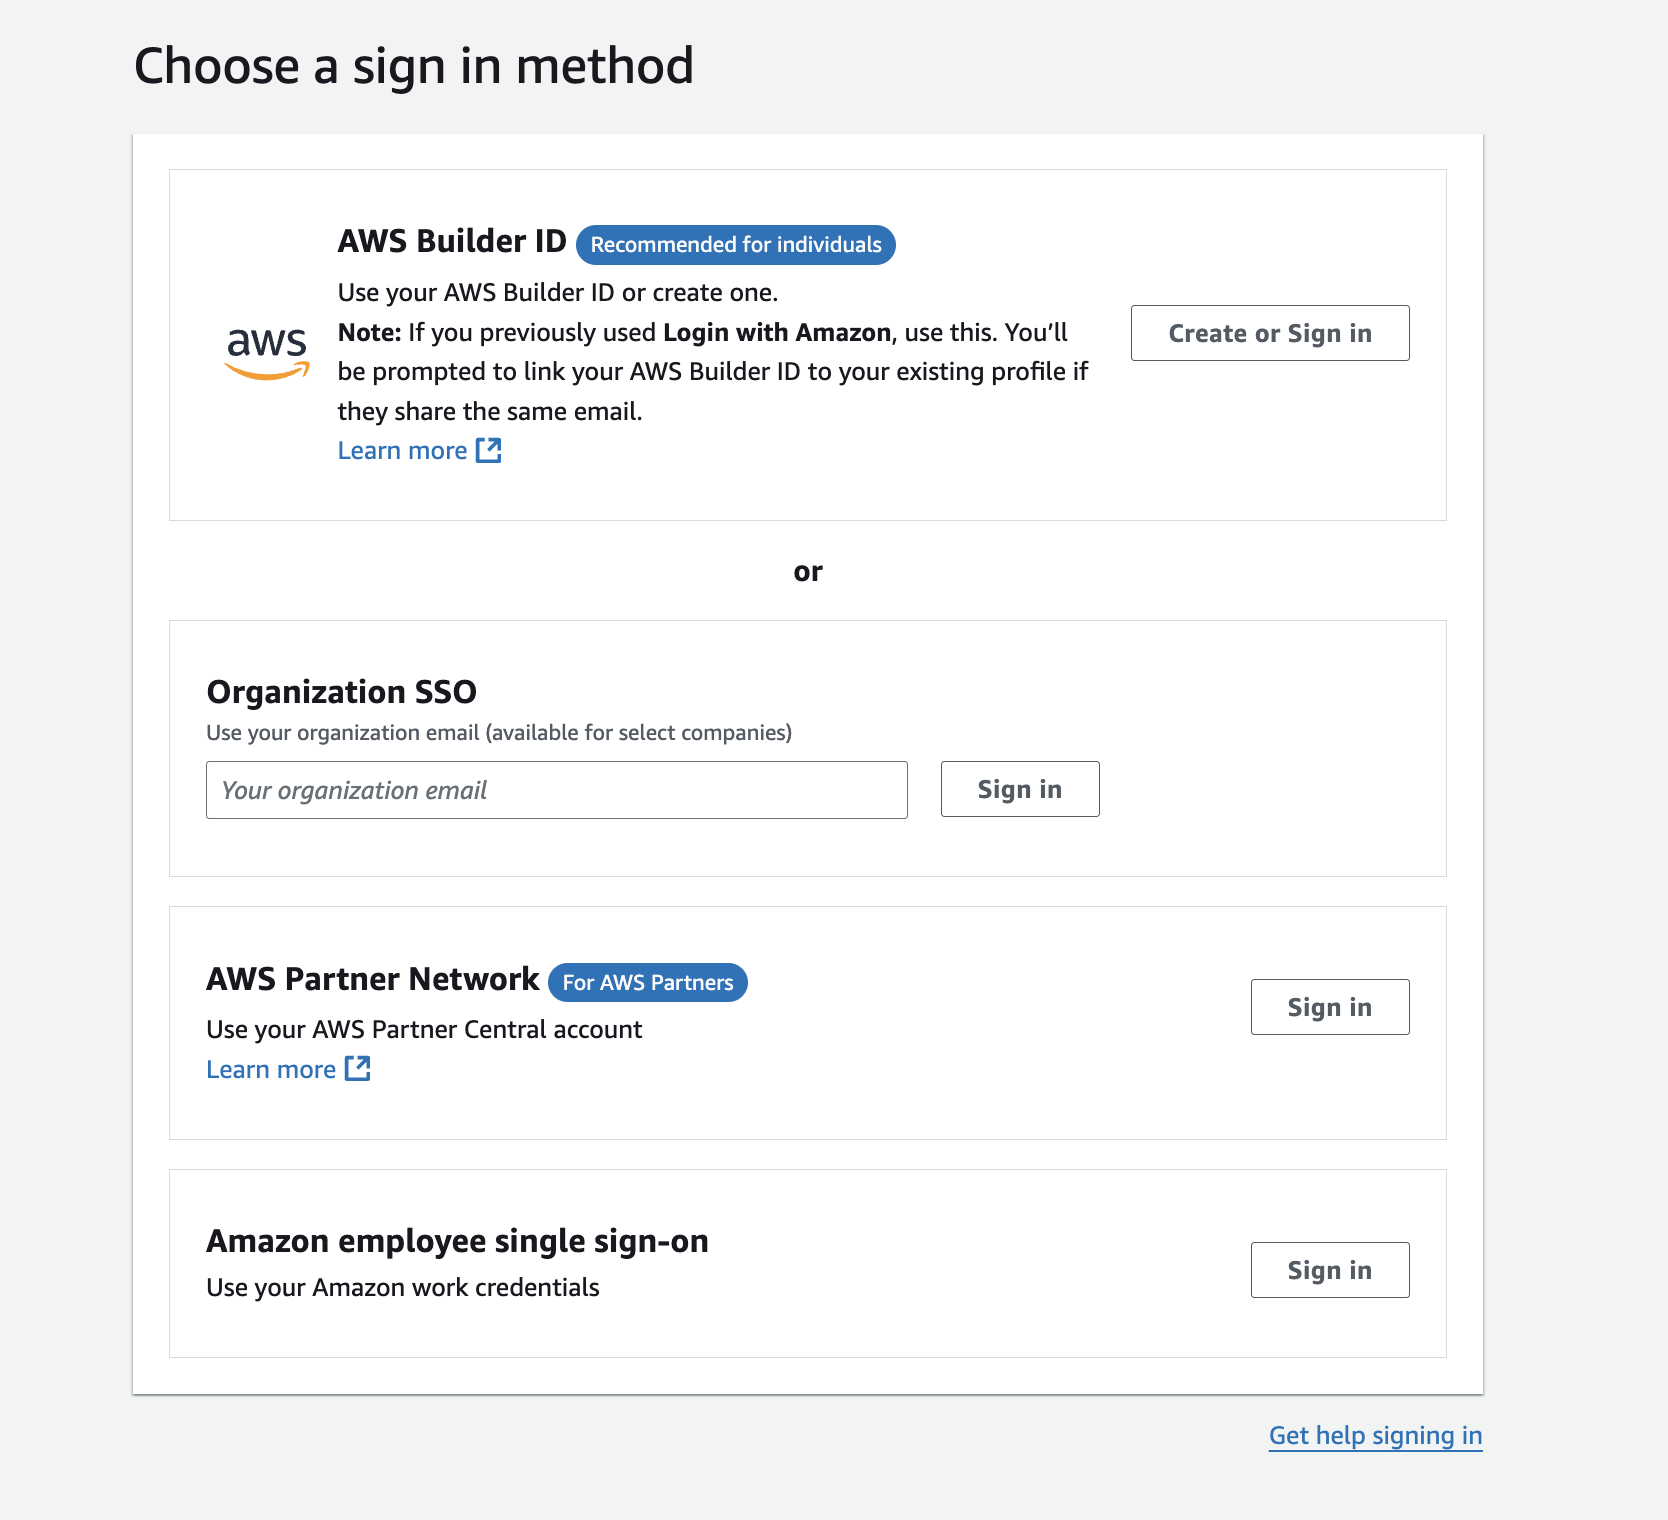 Choose a sign in method
AWS Builder ID Recommended for individuals
Use your AWS Builder ID or create one.
Note: If you previously used Login with Amazon, use this. You’ll
be prompted to link your AWS Builder ID to your existing profile if
they share the same email.
Learn more
aws
Create or Sign in
or
Organization SSO
Use your organization email (available for select companies)
Your organization email
Sign in
AWS Partner Network For AWS Partners
Use your AWS Partner Central account
Learn more
Sign in
Amazon employee single sign-on
Use your Amazon work credentials
Sign in
Get help signing in